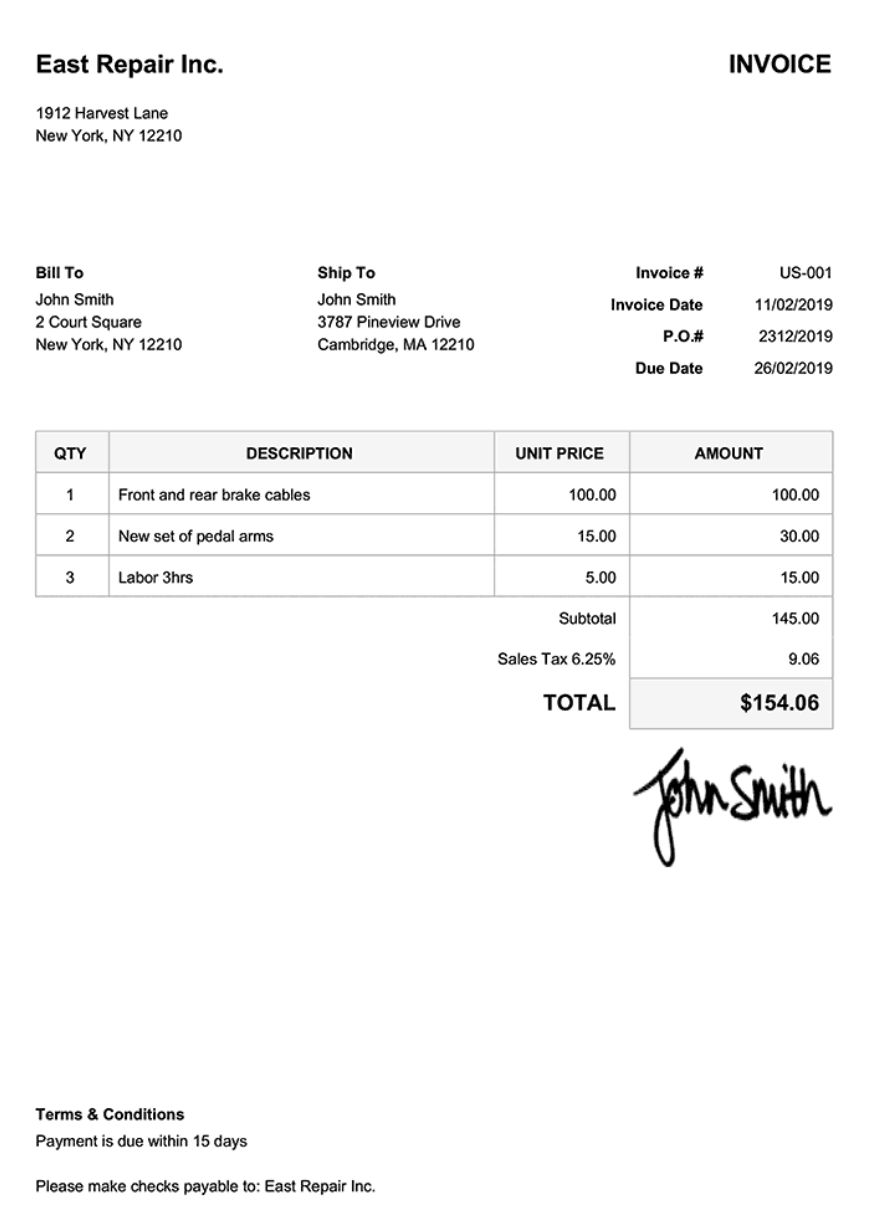 East Repair Inc.
INVOICE
1912 Harvest Lane
New York, NY 12210
Bill To
John Smith
2 Court Square
New York, NY 12210
Ship To
John Smith
3787 Pineview Drive
Cambridge, MA 12210
Invoice # US-001
Invoice Date 11/02/2019
P.O.# 2312/2019
Due Date 26/02/2019
QTY DESCRIPTION UNIT PRICE AMOUNT
1 Front and rear brake cables 100.00 100.00
2 New set of pedal arms 15.00 30.00
3 Labor 3hrs 5.00 15.00
Subtotal 145.00
Sales Tax 6.25% 9.06
TOTAL $154.06
John Smith
Terms & Conditions
Payment is due within 15 days
Please make checks payable to: East Repair Inc.